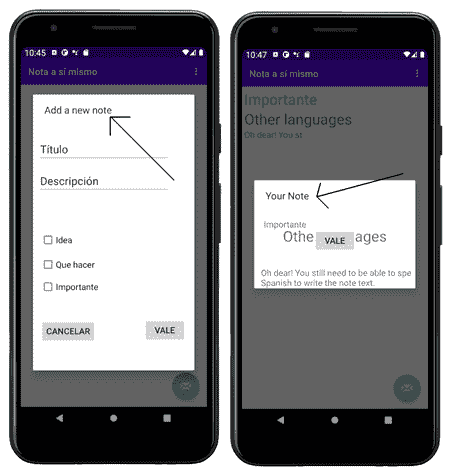 10:45
Nota a sí mismo
Add a new note
Título
Descripción
Idea
Que hacer
Importante
CANCELAR
VALE
10:47
Nota a sí mismo
Importante
Other languages
Oh dear! You st
Your Note
Importante
Othe
VALE
ages
Oh dear! You still need to be able to spe
Spanish to write the note text.